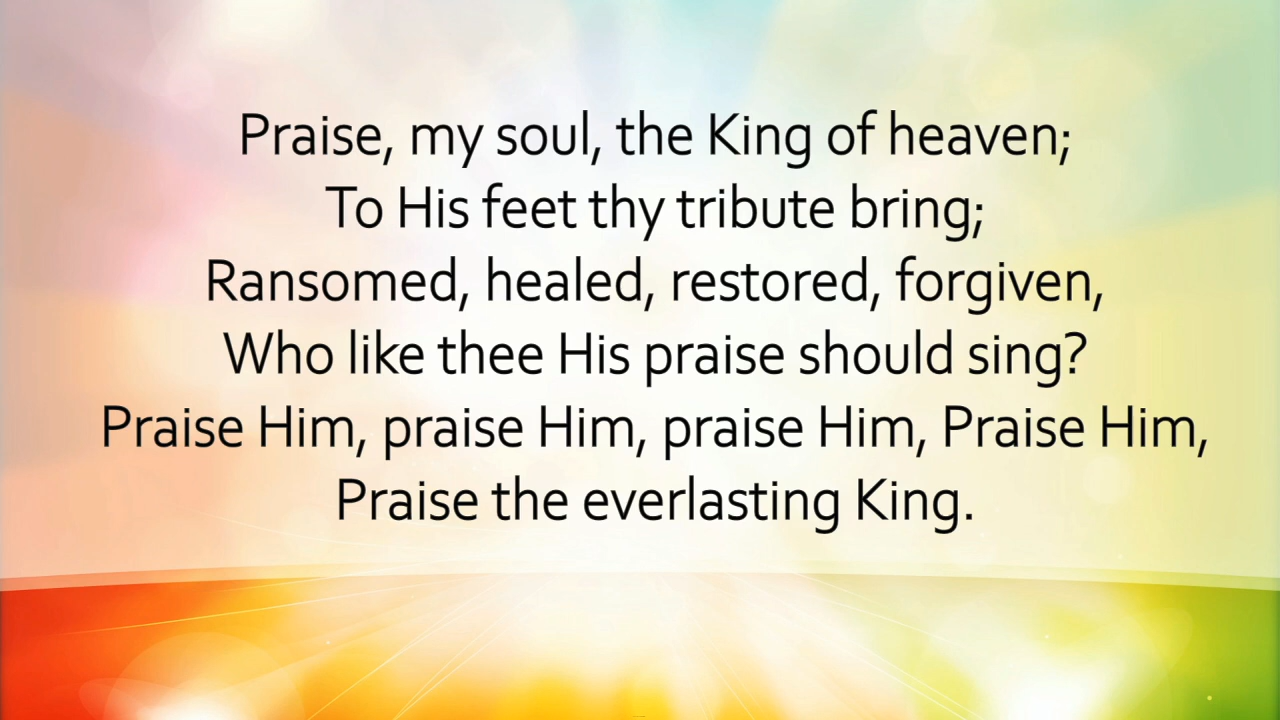 Praise, my soul, the King of heaven;
To His feet thy tribute bring;
Ransomed, healed, restored, forgiven,
Who like thee His praise should sing?
Praise Him, praise Him, praise Him, Praise Him,
Praise the everlasting King.